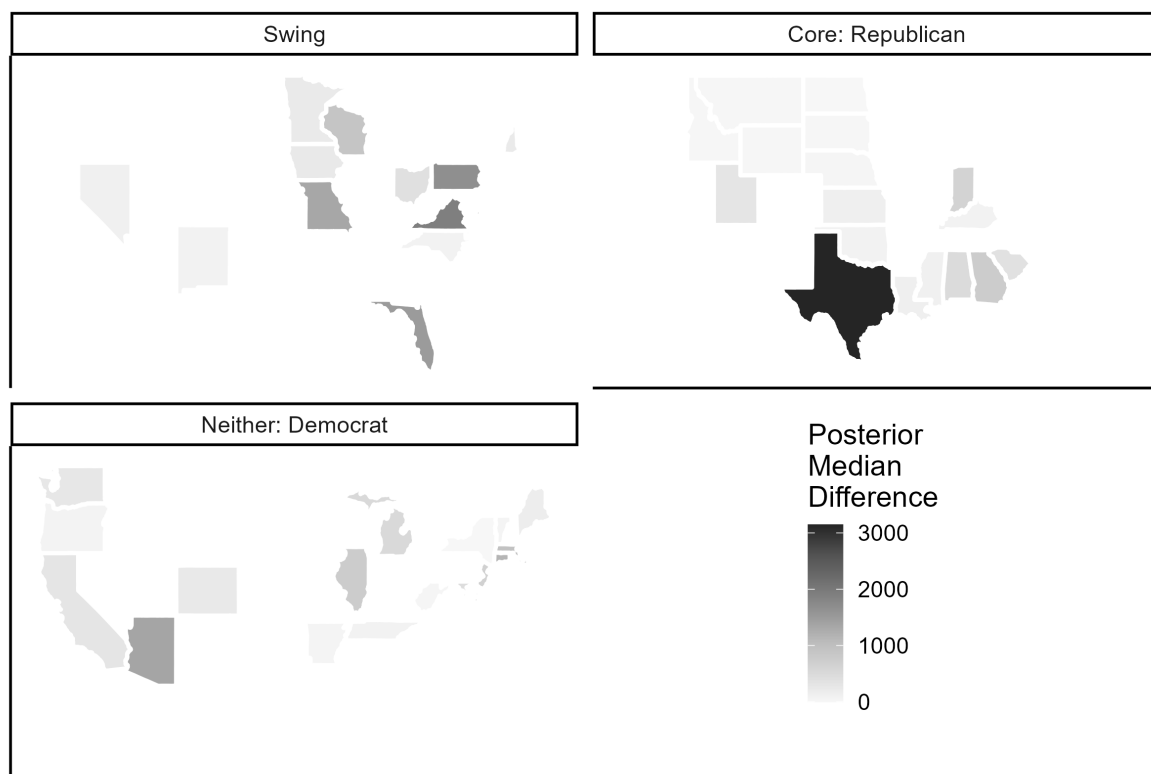 Swing
Core: Republican
Neither: Democrat
Posterior
Median
Difference
3000
2000
1000
0